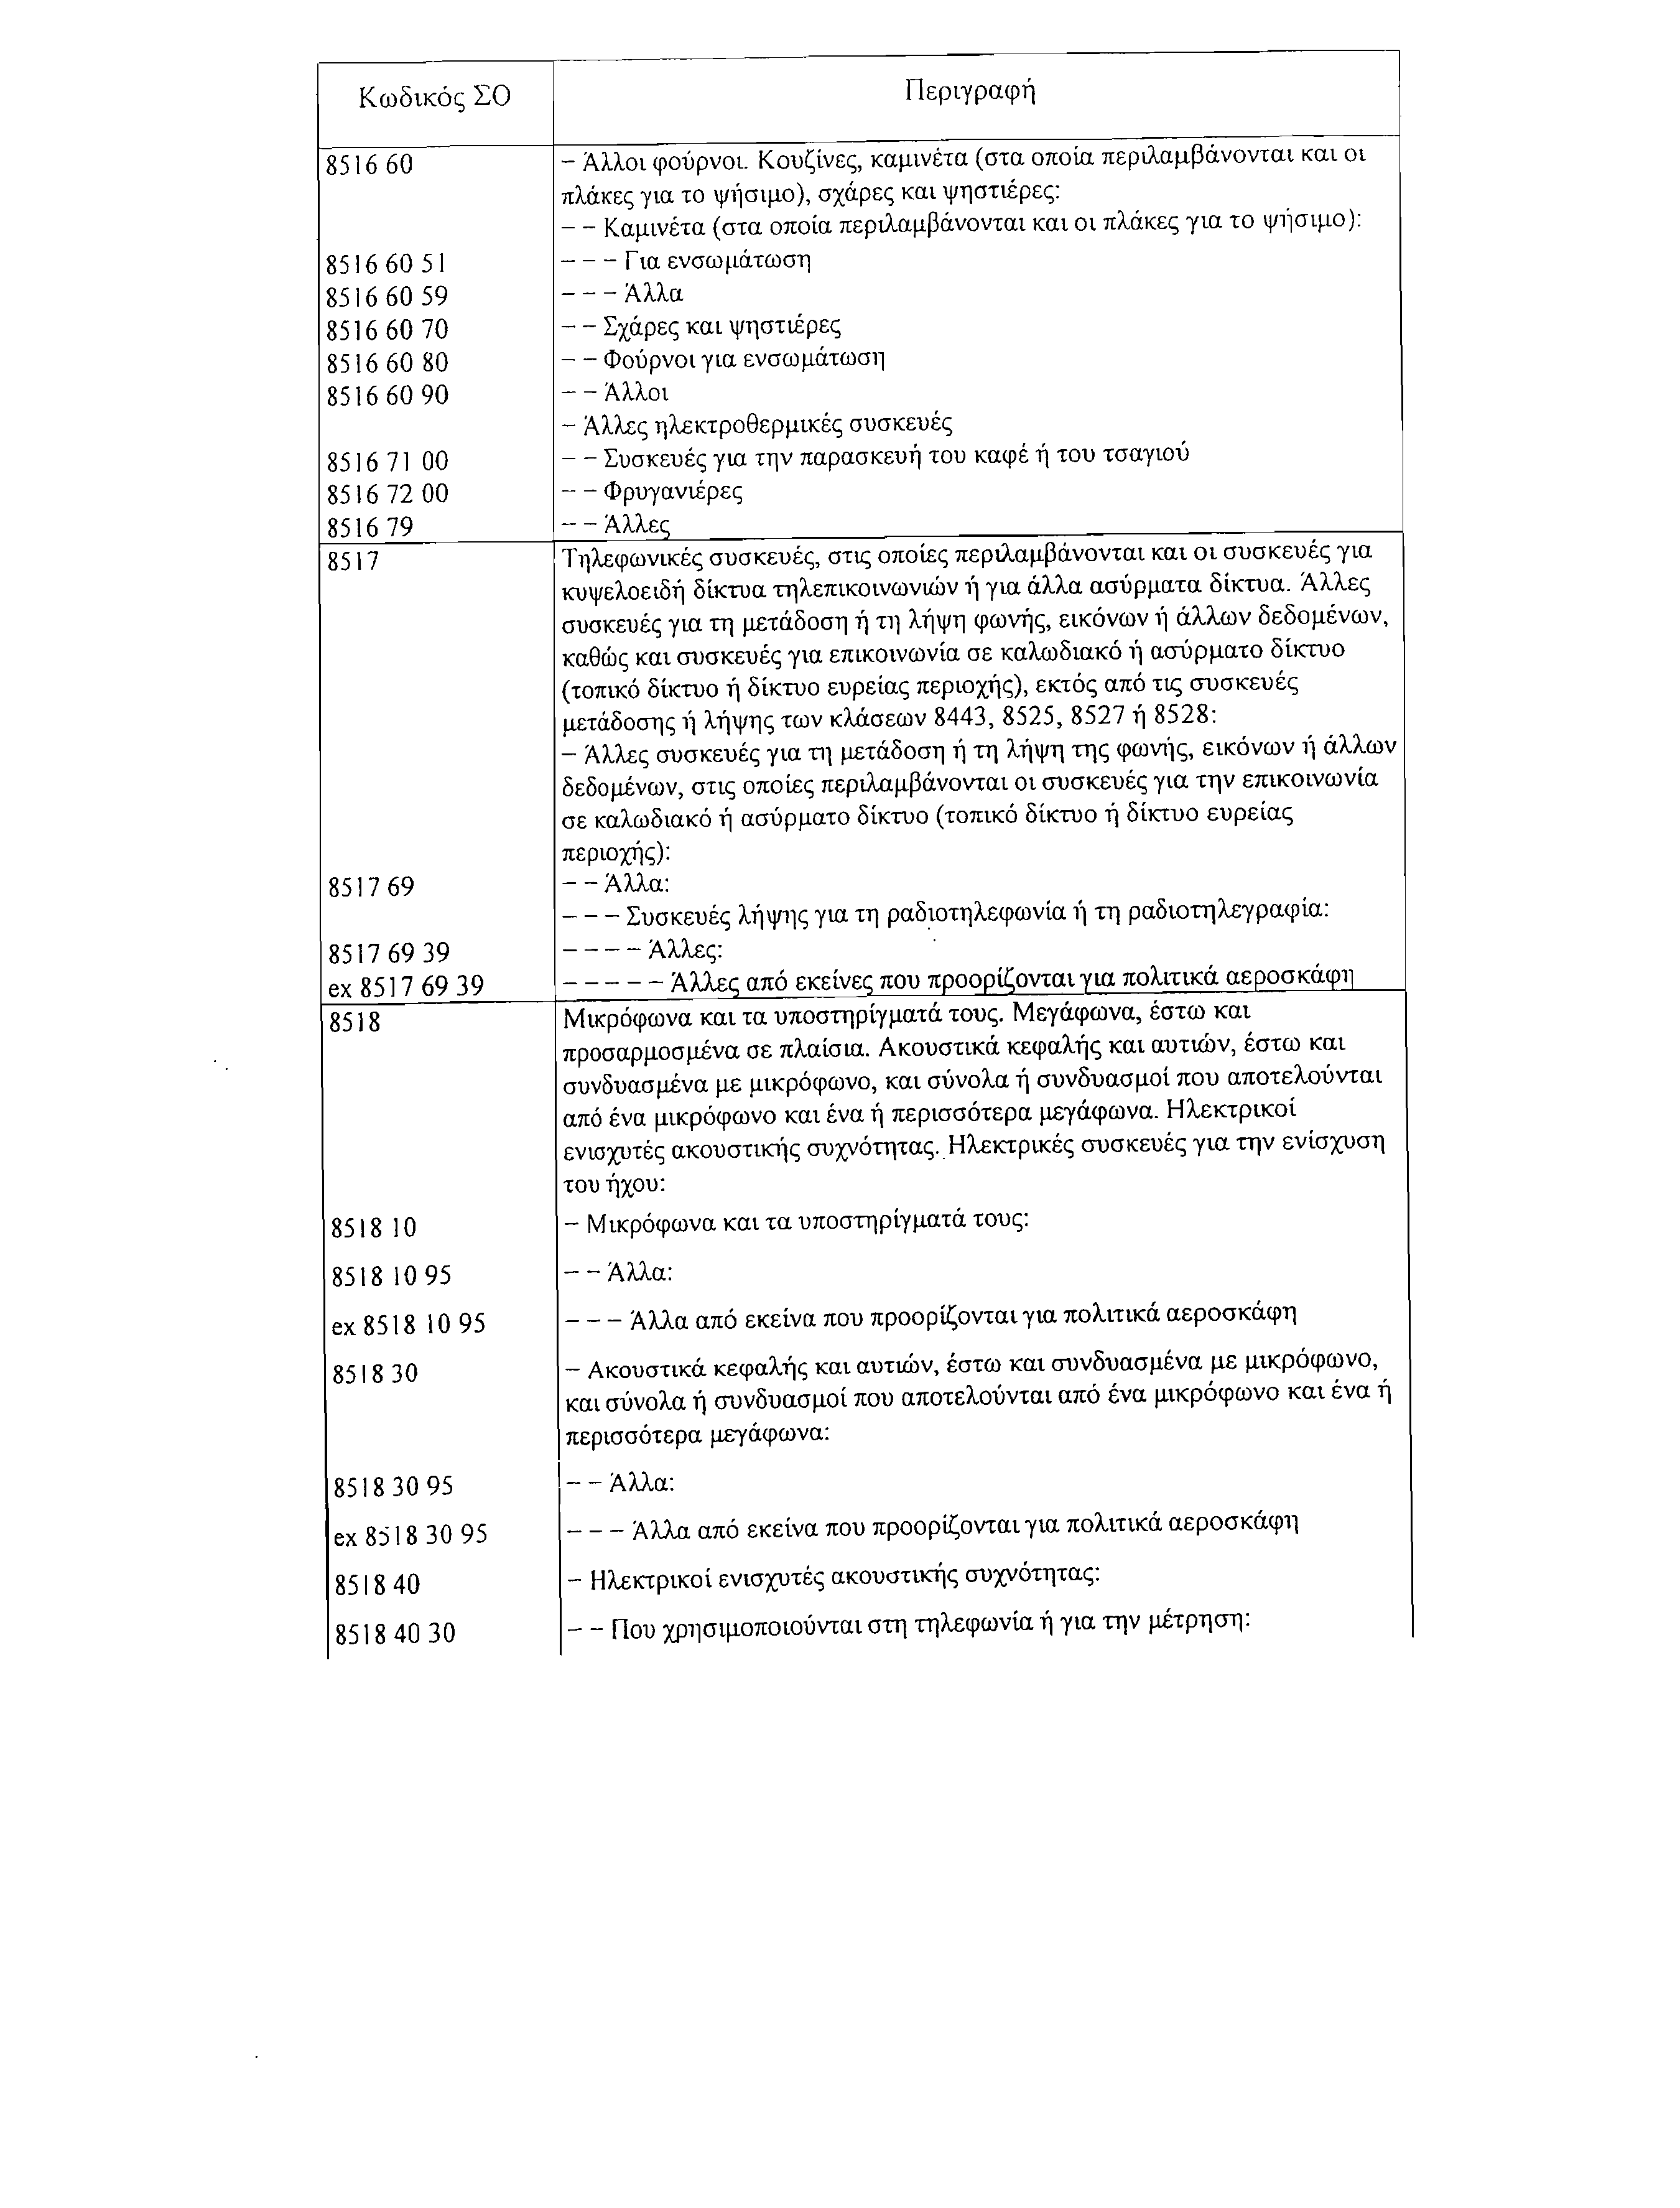 Κωδικός ΣΟ
Περιγραφή
8516 60 – Άλλοι φούρνοι. Κουζίνες, καμινέτα (στα οποία περιλαμβάνονται και οι
πλάκες για το ψήσιμο), σχάρες και ψηστιέρες:
– – Καμινέτα (στα οποία περιλαμβάνονται και οι πλάκες για το ψήσιμο):
8516 60 51 – – – Για ενσωμάτωση
8516 60 59 – – – Άλλα
8516 60 70 – – Σχάρες και ψηστιέρες
8516 60 80 – – Φούρνοι για ενσωμάτωση
8516 60 90 – – Άλλοι
– Άλλες ηλεκτροθερμικές συσκευές
8516 71 00 – – Συσκευές για την παρασκευή του καφέ ή του τσαγιού
8516 72 00 – – Φρυγανιέρες
8516 79 – – Άλλες
8517 Τηλεφωνικές συσκευές, στις οποίες περιλαμβάνονται και οι συσκευές για
κυψελοειδή δίκτυα τηλεπικοινωνιών ή για άλλα ασύρματα δίκτυα. Άλλες
συσκευές για τη μετάδοση ή τη λήψη φωνής, εικόνων ή άλλων δεδομένων,
καθώς και συσκευές για επικοινωνία σε καλωδιακό ή ασύρματο δίκτυο
(τοπικό δίκτυο ή δίκτυο ευρείας περιοχής), εκτός από τις συσκευές
μετάδοσης ή λήψης των κλάσεων 8443, 8525, 8527 ή 8528:
– Άλλες συσκευές για τη μετάδοση ή τη λήψη της φωνής, εικόνων ή άλλων
δεδομένων, στις οποίες περιλαμβάνονται οι συσκευές για την επικοινωνία
σε καλωδιακό ή ασύρματο δίκτυο (τοπικό δίκτυο ή δίκτυο ευρείας
περιοχής):
8517 69 – – Άλλα:
– – – Συσκευές λήψης για τη ραδιοτηλεφωνία ή τη ραδιοτηλεγραφία:
8517 69 39 – – – – Άλλες:
ex 8517 69 39 – – – – – Άλλες από εκείνες που προορίζονται για πολιτικά αεροσκάφη
8518 Μικρόφωνα και τα υποστηρίγματά τους. Μεγάφωνα, έστω και
προσαρμοσμένα σε πλαίσια. Ακουστικά κεφαλής και αυτιών, έστω και
συνδυασμένα με μικρόφωνο, και σύνολα ή συνδυασμοί που αποτελούνται
από ένα μικρόφωνο και ένα ή περισσότερα μεγάφωνα. Ηλεκτρικοί
ενισχυτές ακουστικής συχνότητας. Ηλεκτρικές συσκευές για την ενίσχυση
του ήχου:
8518 10 – Μικρόφωνα και τα υποστηρίγματά τους:
8518 10 95 – – Άλλα:
ex 8518 10 95 – – – Άλλα από εκείνα που προορίζονται για πολιτικά αεροσκάφη
8518 30 – Ακουστικά κεφαλής και αυτιών, έστω και συνδυασμένα με μικρόφωνο,
και σύνολα ή συνδυασμοί που αποτελούνται από ένα μικρόφωνο και ένα ή
περισσότερα μεγάφωνα:
8518 30 95 – – Άλλα:
ex 8518 30 95 – – – Άλλα από εκείνα που προορίζονται για πολιτικά αεροσκάφη
8518 40 – Ηλεκτρικοί ενισχυτές ακουστικής συχνότητας:
8518 40 30 – – Που χρησιμοποιούνται στη τηλεφωνία ή για την μέτρηση: